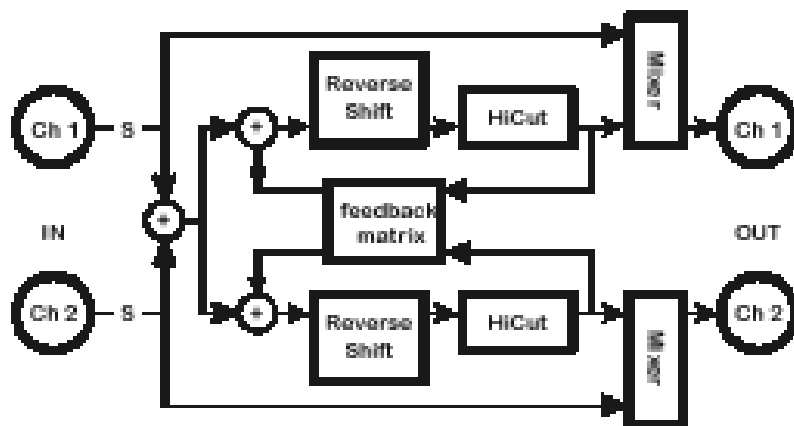 Reverse
Shift
Mixer
Ch 1
S
+
HiCut
Ch 1
feedback
matrix
IN
+
OUT
Ch 2
S
+
Reverse
Shift
HiCut
Mixer
Ch 2